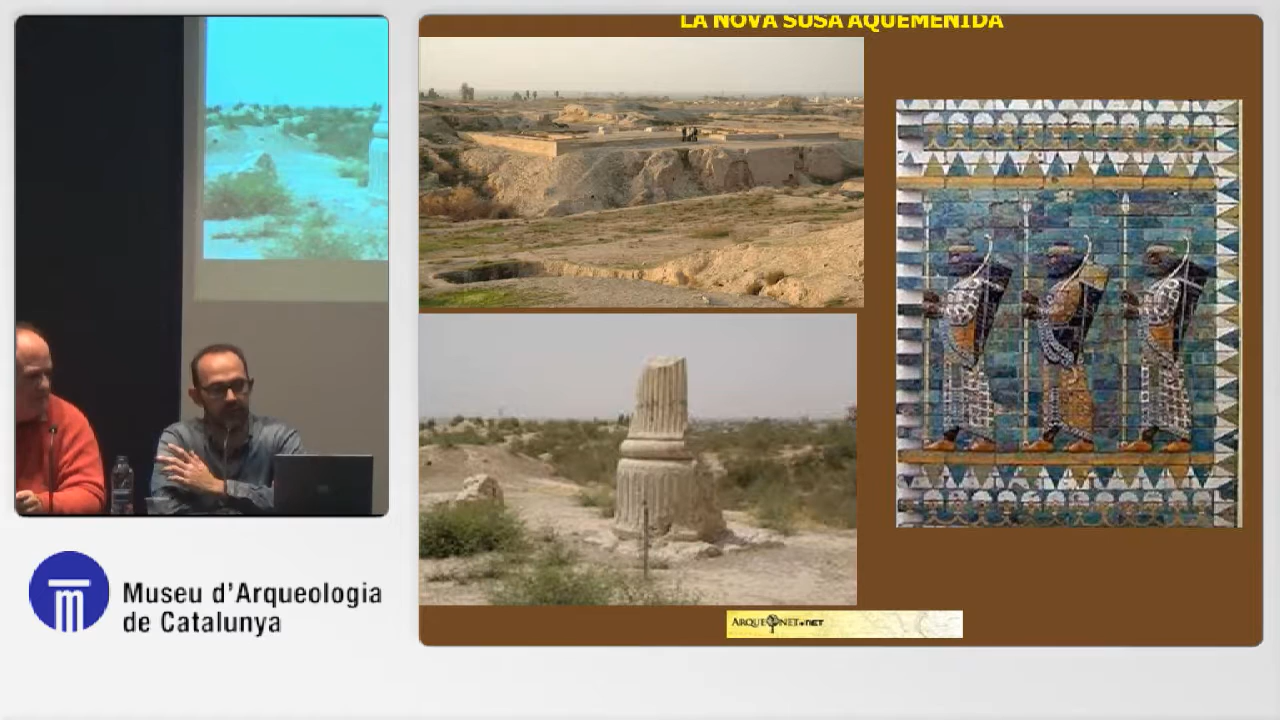 LA NOVA SUSA AQUEMÈNIDA
Museu d'Arqueologia
de Catalunya
ARQUEONET.NET